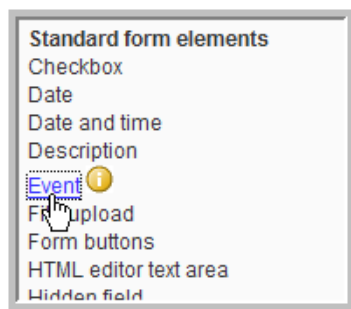 Standard form elements
Checkbox
Date
Date and time
Description
Event
File upload
Form buttons
HTML editor text area
Hidden field